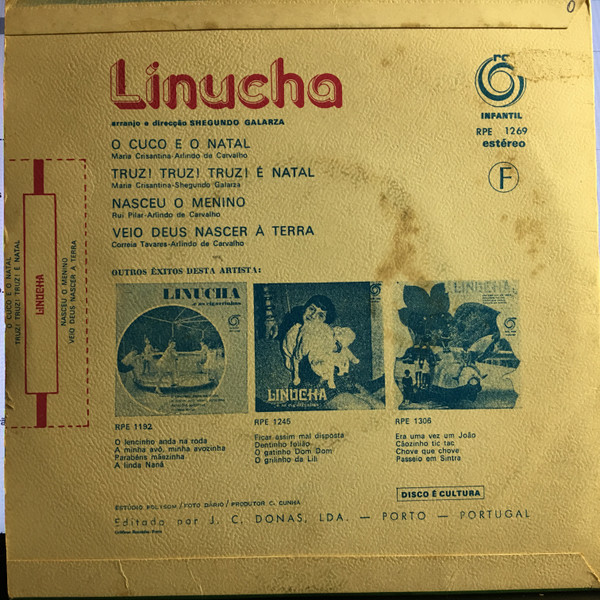 O
Linucha
arranjo e direcção SHEGUNDO GALARZA
rc
INFANTIL
RPE 1269
estéreo
F
O CUCO E O NATAL
Maria Crisantina-Arlindo de Carvalho
TRUZ! TRUZ! TRUZ! É NATAL
Maria Crisantina-Shegundo Galarza
NASCEU O MENINO
Rui Pilar-Arlindo de Carvalho
VEIO DEUS NASCER À TERRA
Correia Tavares-Arlindo de Carvalho
O CUCO E O NATAL
TRUZ! TRUZ! TRUZ! É NATAL
LINUCHA
NASCEU O MENINO
VEIO DEUS NASCER À TERRA
OUTROS ÊXITOS DESTA ARTISTA:
LINUCHA
LINUCHA
LINUCHA
RPE 1192
O lencinho anda na roda
A minha avó, minha avozinha
Parabéns mãezinha
A linda Naná
RPE 1245
Ficar assim mal disposta
Dentinho folião
O gatinho Dom Dom
O grilinho da Lili
RPE 1306
Era uma vez um João
Cãozinho tic tac
Chove que chove
Passeio em Sintra
DISCO É CULTURA
ESTÚDIO POLYSOM/FOTO DÁRIO/PRODUTOR C. CUNHA
Editado por J. C. DONAS, LDA. — PORTO — PORTUGAL